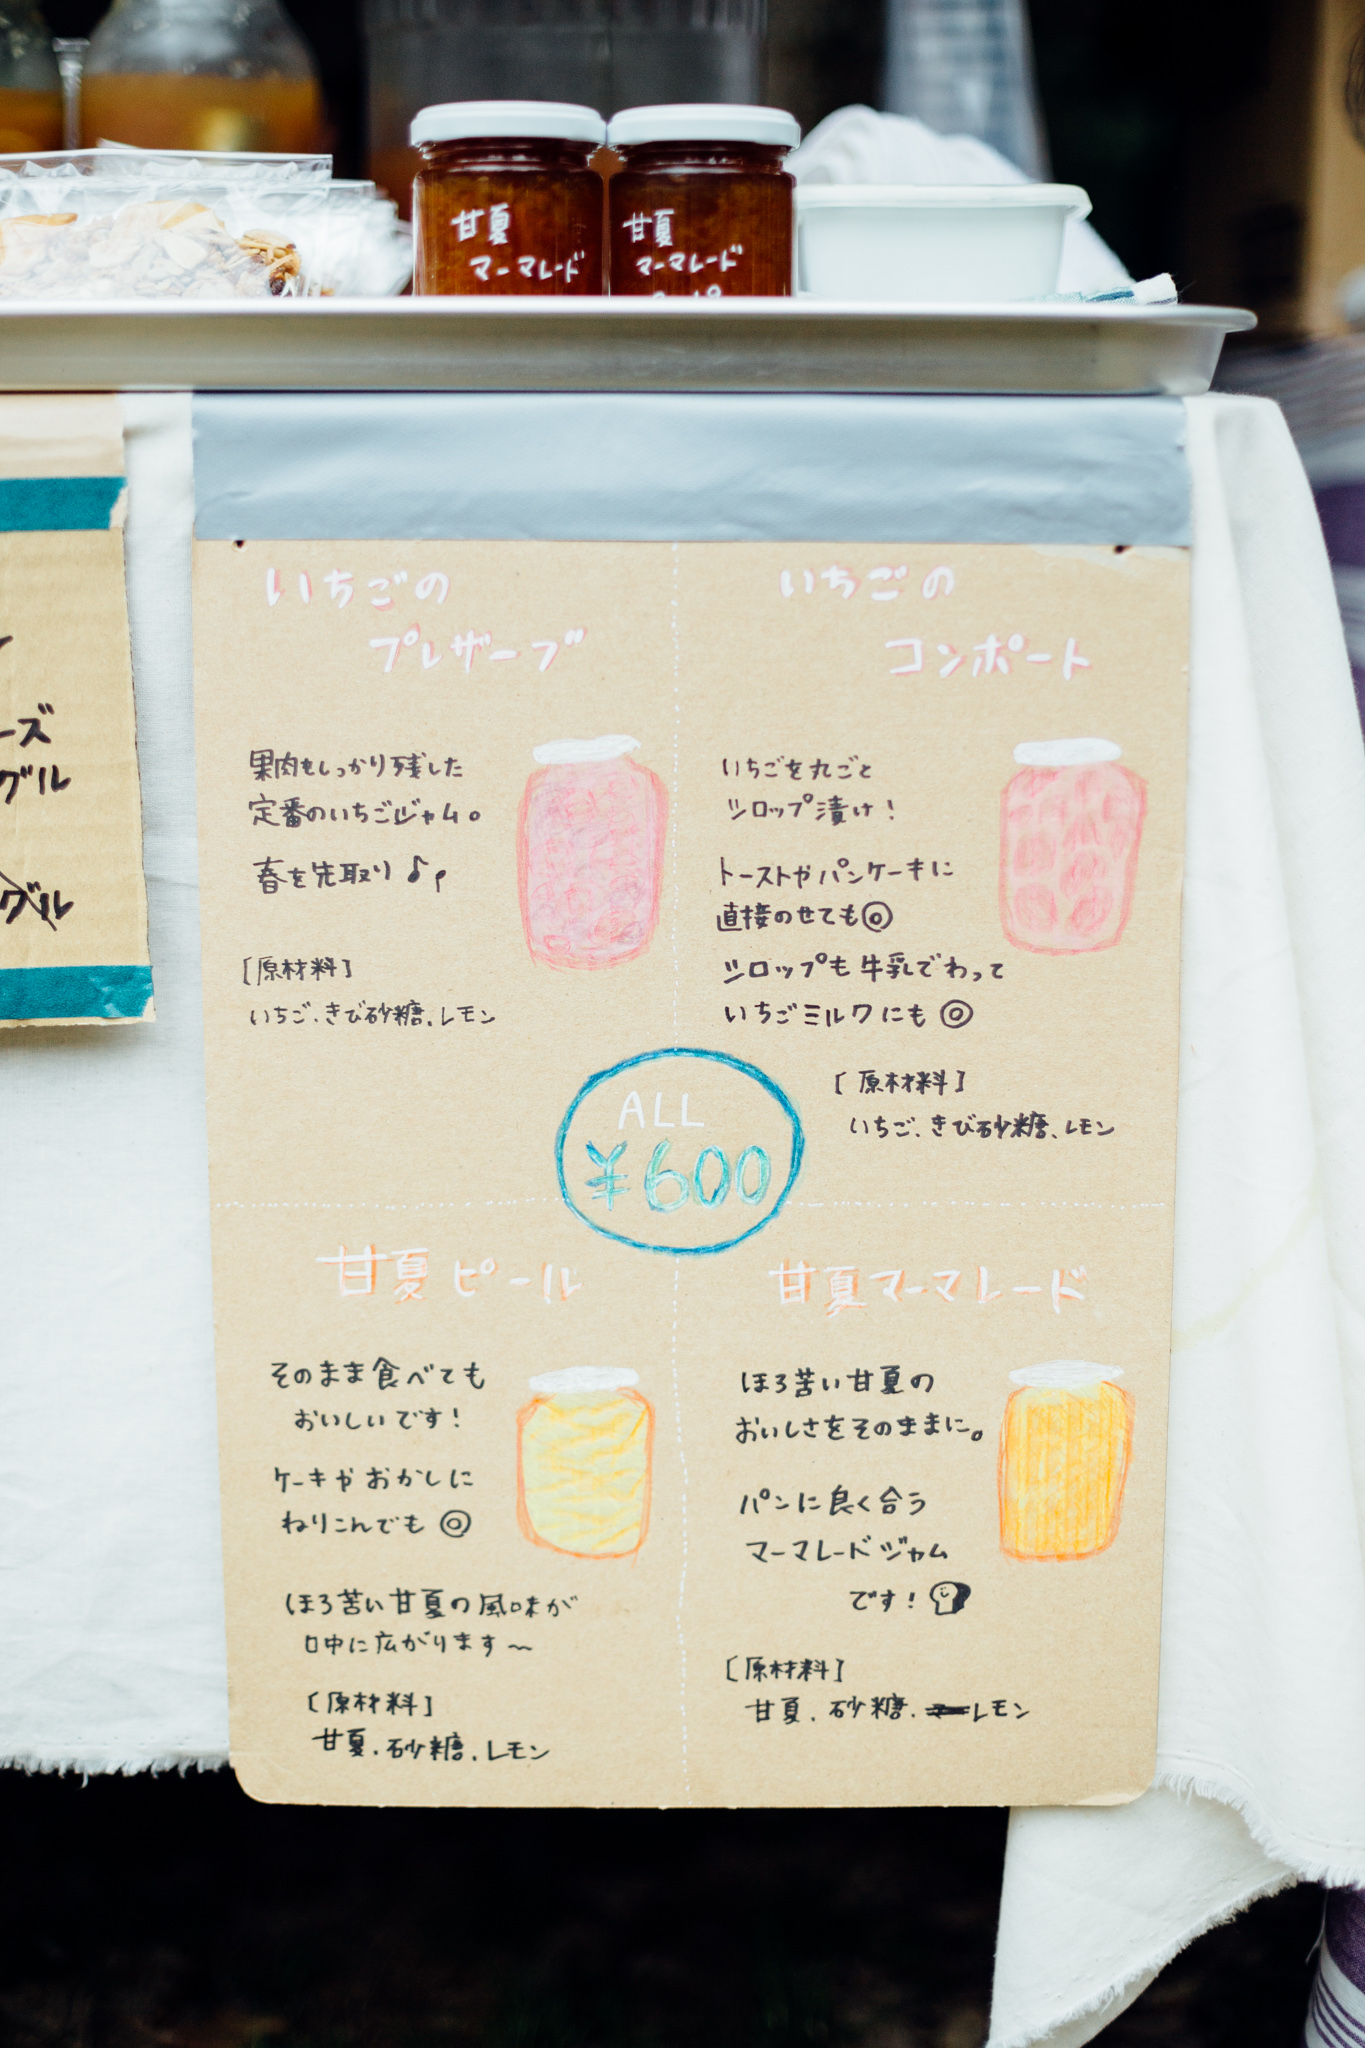 甘夏
マーマレード
甘夏
マーマレード
ーズ
グル
グル
いちごの
プレザーブ
果肉もしっかり残した
定番のいちごジャム。
春を先取り♪
[原材料]
いちご、きび砂糖、レモン
いちごの
コンポート
いちごを丸ごと
シロップ漬け!
トーストやパンケーキに
直接のせても◎
シロップも牛乳でわって
いちごミルクにも◎
[原材料]
いちご、きび砂糖、レモン
ALL
¥600
甘夏ピール
そのまま食べても
おいしいです!
ケーキやおかしに
ねりこんでも◎
ほろ苦い甘夏の風味が
口中に広がります〜
[原材料]
甘夏、砂糖、レモン
甘夏マーマレード
ほろ苦い甘夏の
おいしさをそのままに。
パンに良く合う
マーマレードジャム
です!
[原材料]
甘夏、砂糖、レモン